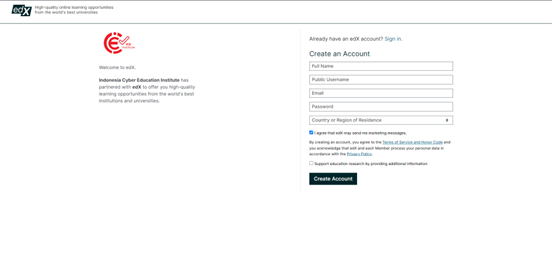 edX
High-quality online learning opportunities
from the world's best universities
Welcome to edX.
Indonesia Cyber Education Institute has
partnered with edX to offer you high-quality
learning opportunities from the world's best
institutions and universities.
Already have an edX account? Sign in.
Create an Account
Full Name
Public Username
Email
Password
Country or Region of Residence
I agree that edX may send me marketing messages.
By creating an account, you agree to the Terms of Service and Honor Code and
you acknowledge that edX and each Member process your personal data in
accordance with the Privacy Policy.
Support education research by providing additional information
Create Account